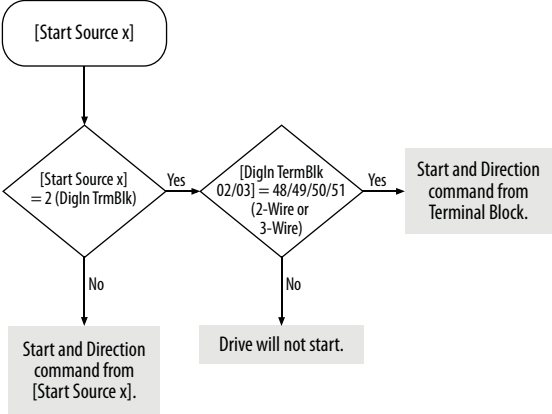 [Start Source x]
[Start Source x]
= 2 (DigIn TrmBlk)
Yes
[DigIn TermBlk
02/03] = 48/49/50/51
(2-Wire or
3-Wire)
Yes
Start and Direction
command from
Terminal Block.
No
No
Start and Direction
command from
[Start Source x].
Drive will not start.